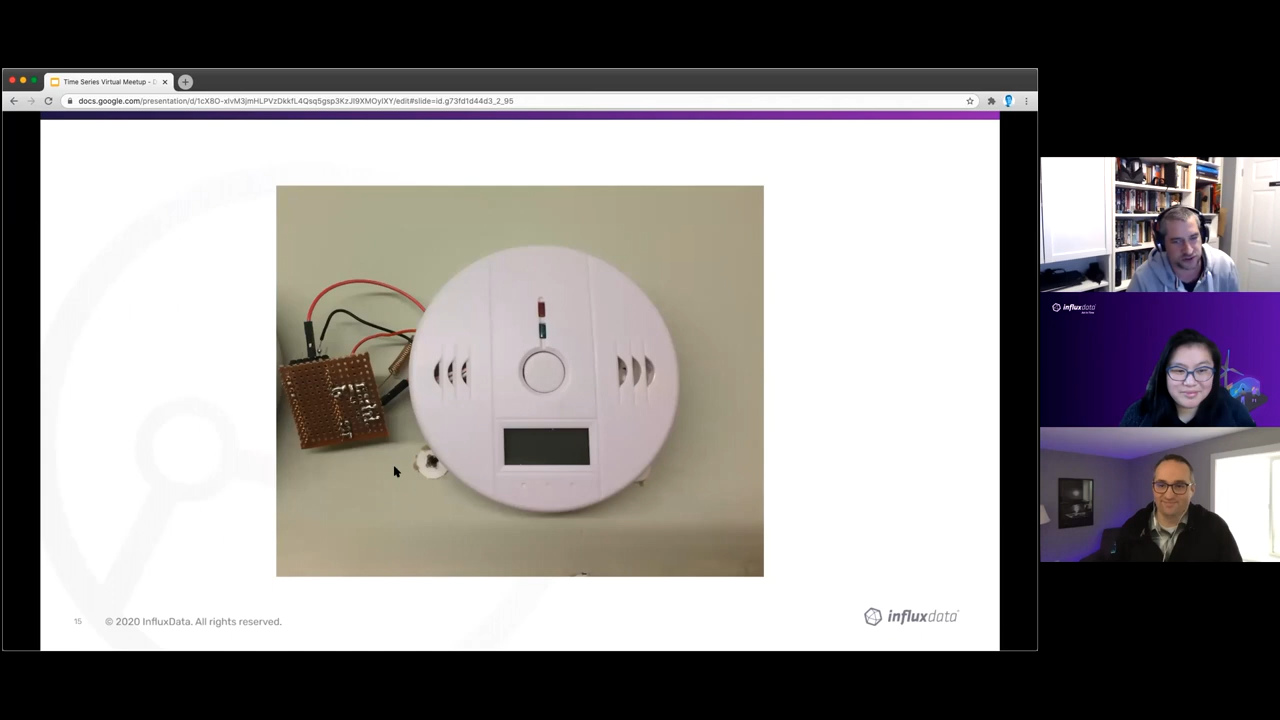 Time Series Virtual Meetup - D
docs.google.com/presentation/d/1cX8O-xlvM3jmHLPVzDkkfL4Qsq5gsp3KzJl9XMOylXY/edit#slide=id.g73fd1d44d3_2_95
influxdata
15
© 2020 InfluxData. All rights reserved.
influxdata